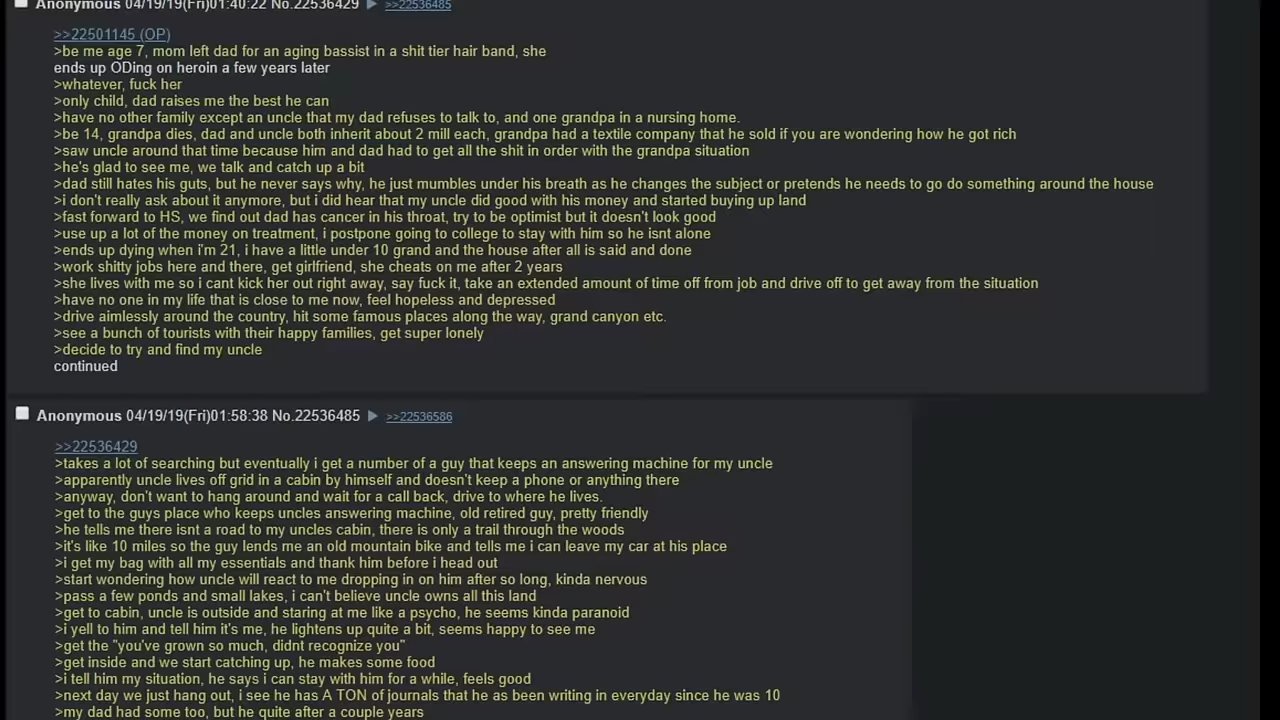 Anonymous 04/19/19(Fri)01:40:22 No.22536429 ▶ >>22536485
>>22501145 (OP)
>be me age 7, mom left dad for an aging bassist in a shit tier hair band, she
ends up ODing on heroin a few years later
>whatever, fuck her
>only child, dad raises me the best he can
>have no other family except an uncle that my dad refuses to talk to, and one grandpa in a nursing home.
>be 14, grandpa dies, dad and uncle both inherit about 2 mill each, grandpa had a textile company that he sold if you are wondering how he got rich
>saw uncle around that time because him and dad had to get all the shit in order with the grandpa situation
>he's glad to see me, we talk and catch up a bit
>dad still hates his guts, but he never says why, he just mumbles under his breath as he changes the subject or pretends he needs to go do something around the house
>i don't really ask about it anymore, but i did hear that my uncle did good with his money and started buying up land
>fast forward to HS, we find out dad has cancer in his throat, try to be optimist but it doesn't look good
>use up a lot of the money on treatment, i postpone going to college to stay with him so he isnt alone
>ends up dying when i'm 21, i have a little under 10 grand and the house after all is said and done
>work shitty jobs here and there, get girlfriend, she cheats on me after 2 years
>she lives with me so i cant kick her out right away, say fuck it, take an extended amount of time off from job and drive off to get away from the situation
>have no one in my life that is close to me now, feel hopeless and depressed
>drive aimlessly around the country, hit some famous places along the way, grand canyon etc.
>see a bunch of tourists with their happy families, get super lonely
>decide to try and find my uncle
continued
Anonymous 04/19/19(Fri)01:58:38 No.22536485 ▶ >>22536586
>>22536429
>takes a lot of searching but eventually i get a number of a guy that keeps an answering machine for my uncle
>apparently uncle lives off grid in a cabin by himself and doesn't keep a phone or anything there
>anyway, don't want to hang around and wait for a call back, drive to where he lives.
>get to the guys place who keeps uncles answering machine, old retired guy, pretty friendly
>he tells me there isnt a road to my uncles cabin, there is only a trail through the woods
>it's like 10 miles so the guy lends me an old mountain bike and tells me i can leave my car at his place
>i get my bag with all my essentials and thank him before i head out
>start wondering how uncle will react to me dropping in on him after so long, kinda nervous
>pass a few ponds and small lakes, i can't believe uncle owns all this land
>get to cabin, uncle is outside and staring at me like a psycho, he seems kinda paranoid
>i yell to him and tell him it's me, he lightens up quite a bit, seems happy to see me
>get the "you've grown so much, didnt recognize you"
>get inside and we start catching up, he makes some food
>i tell him my situation, he says i can stay with him for a while, feels good
>next day we just hang out, i see he has A TON of journals that he as been writing in everyday since he was 10
>my dad had some too, but he quite after a couple years